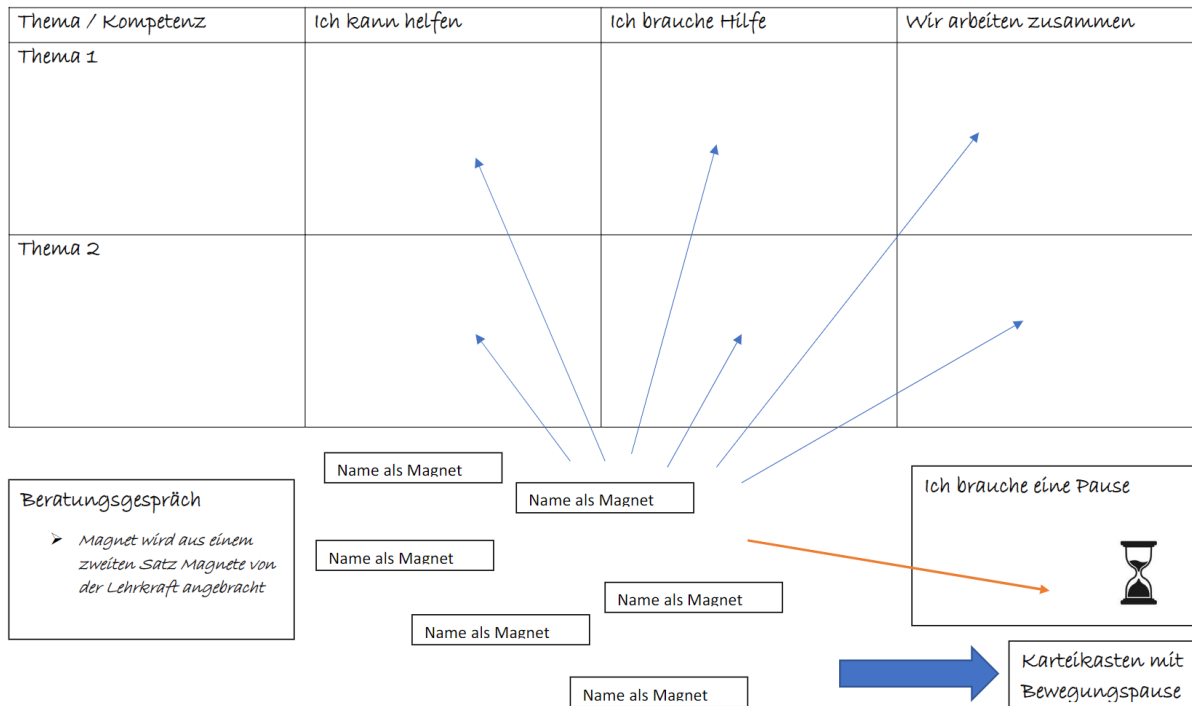 Thema / Kompetenz
Ich kann helfen
Ich brauche Hilfe
Wir arbeiten zusammen
Thema 1
Thema 2
Name als Magnet
Name als Magnet
Beratungsgespräch
➢ Magnet wird aus einem
zweiten Satz Magnete von
der Lehrkraft angebracht
Name als Magnet
Name als Magnet
Name als Magnet
Name als Magnet
Ich brauche eine Pause
Karteikasten mit
Bewegungspause